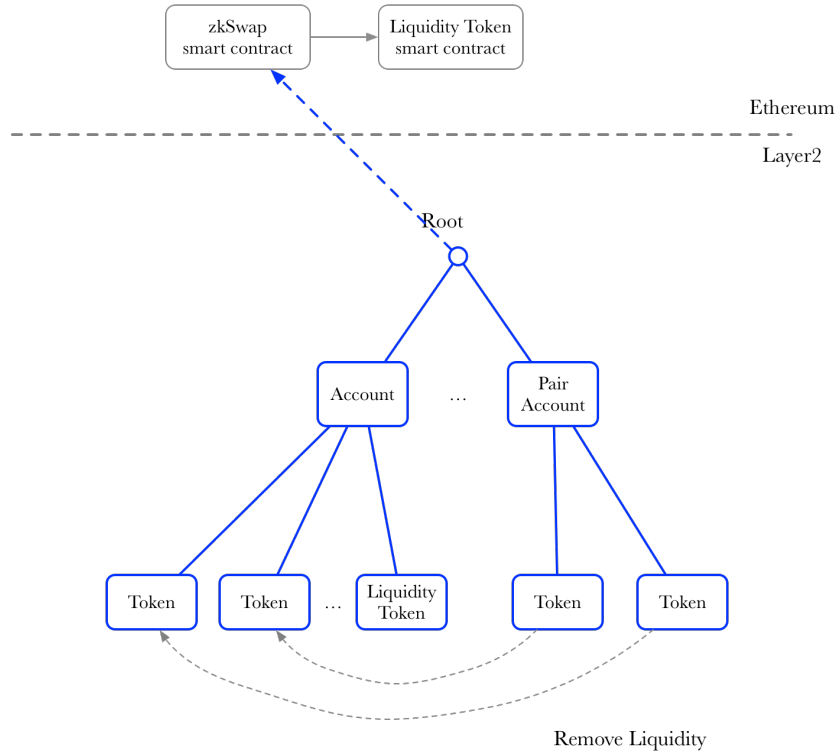 zkSwap
smart contract
Liquidity Token
smart contract
Ethereum
Layer2
Root
Account
...
Pair
Account
Token
Token
...
Liquidity
Token
Token
Token
Remove Liquidity